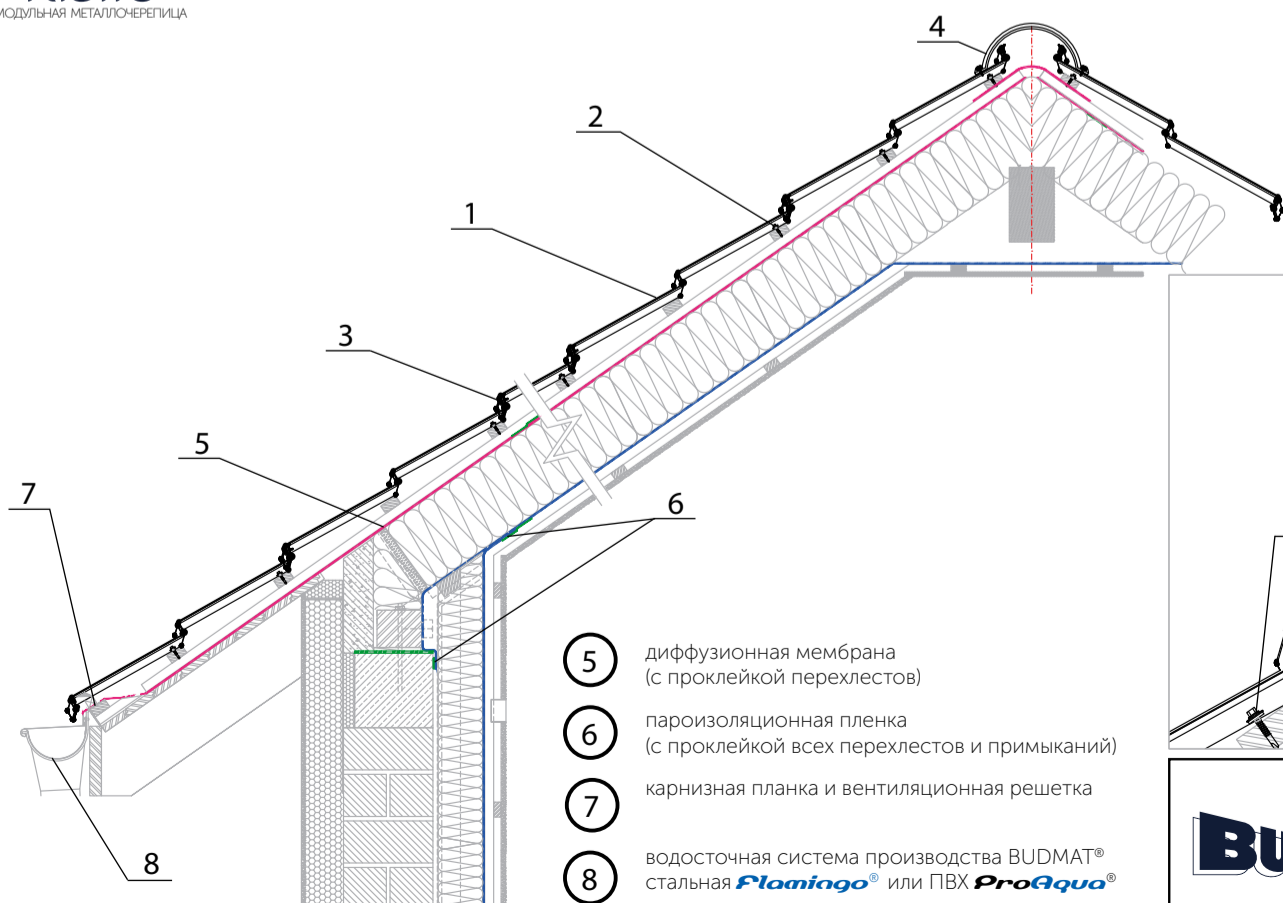 МОДУЛЬНАЯ МЕТАЛЛОЧЕРЕПИЦА
4
2
1
3
5
7
6
8
5 диффузионная мембрана
(с проклейкой перехлестов)
6 пароизоляционная пленка
(с проклейкой всех перехлестов и примыканий)
7 карнизная планка и вентиляционная решетка
8 водосточная система производства BUDMAT®
стальная Flamingo® или ПВХ ProAqua®